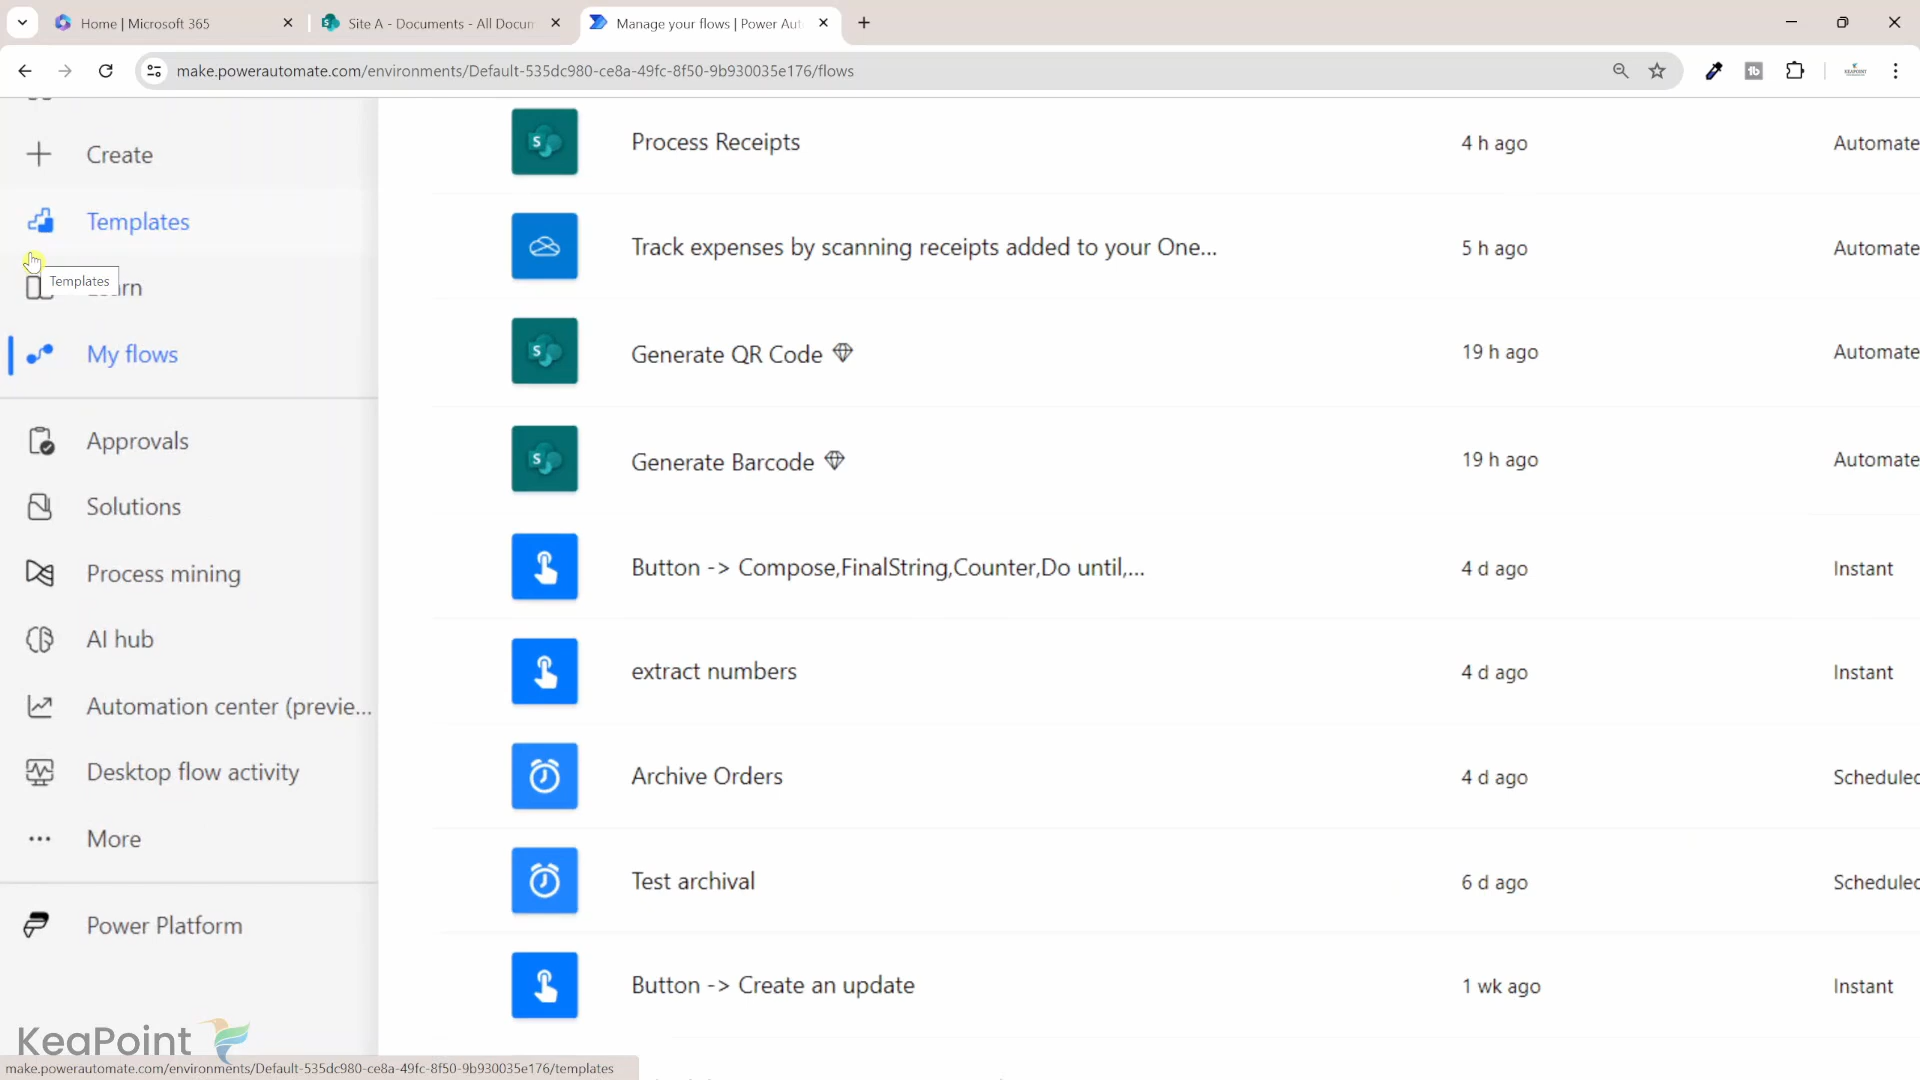 Home | Microsoft 365
Site A - Documents - All Docum
Manage your flows | Power Aut
make.powerautomate.com/environments/Default-535dc980-ce8a-49fc-8f50-9b930035e176/flows
Create
Templates
Templates
My flows
Approvals
Solutions
Process mining
AI hub
Automation center (previe...
Desktop flow activity
More
Power Platform
Process Receipts 4 h ago Automate
Track expenses by scanning receipts added to your One... 5 h ago Automate
Generate QR Code 19 h ago Automate
Generate Barcode 19 h ago Automate
Button -> Compose,FinalString,Counter,Do until,... 4 d ago Instant
extract numbers 4 d ago Instant
Archive Orders 4 d ago Scheduled
Test archival 6 d ago Scheduled
Button -> Create an update 1 wk ago Instant
KeaPoint
make.powerautomate.com/environments/Default-535dc980-ce8a-49fc-8f50-9b930035e176/templates